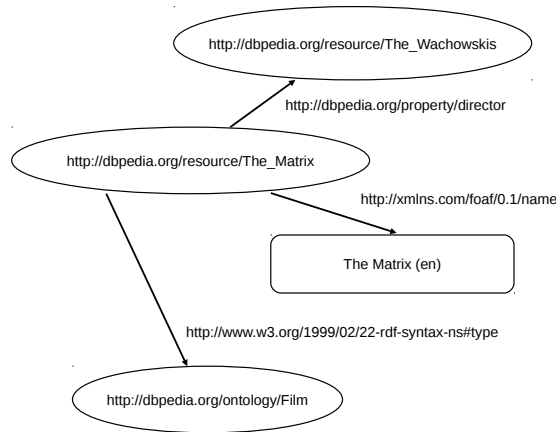 http://dbpedia.org/resource/The_Wachowskis
http://dbpedia.org/property/director
http://dbpedia.org/resource/The_Matrix
http://xmlns.com/foaf/0.1/name
The Matrix (en)
http://www.w3.org/1999/02/22-rdf-syntax-ns#type
http://dbpedia.org/ontology/Film